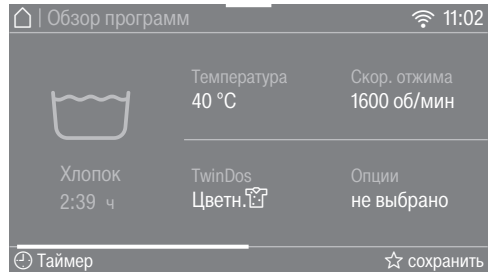 Обзор программ 11:02
Температура Скор. отжима
40 °C 1600 об/мин
Хлопок TwinDos Опции
2:39 ч Цветн. не выбрано
Таймер сохранить